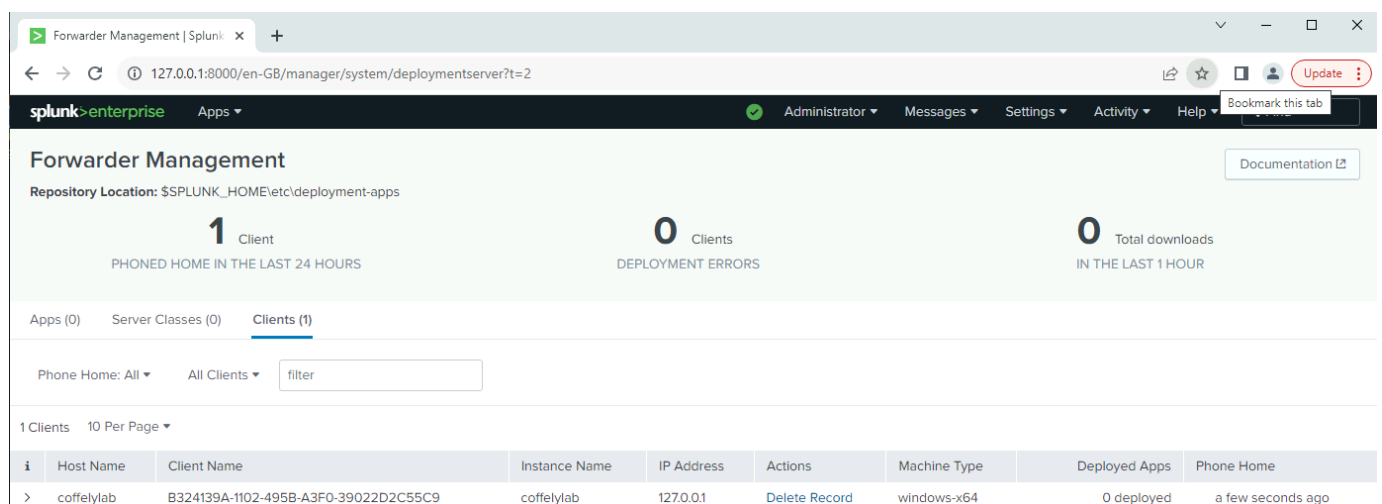 Forwarder Management | Splunk
127.0.0.1:8000/en-GB/manager/system/deploymentserver?t=2
Update
Bookmark this tab
splunk>enterprise Apps
Administrator Messages Settings Activity Help
Forwarder Management
Documentation
Repository Location: $SPLUNK_HOME\etc\deployment-apps
1 Client
PHONED HOME IN THE LAST 24 HOURS
0 Clients
DEPLOYMENT ERRORS
0 Total downloads
IN THE LAST 1 HOUR
Apps (0) Server Classes (0) Clients (1)
Phone Home: All All Clients filter
1 Clients 10 Per Page
i Host Name Client Name Instance Name IP Address Actions Machine Type Deployed Apps Phone Home
coffelylab B324139A-1102-495B-A3F0-39022D2C55C9 coffelylab 127.0.0.1 Delete Record windows-x64 0 deployed a few seconds ago